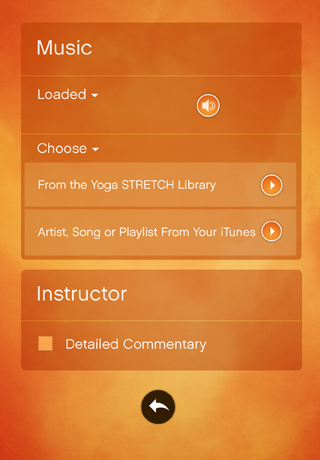 Music
Loaded
Choose
From the Yoga STRETCH Library
Artist, Song or Playlist From Your iTunes
Instructor
Detailed Commentary